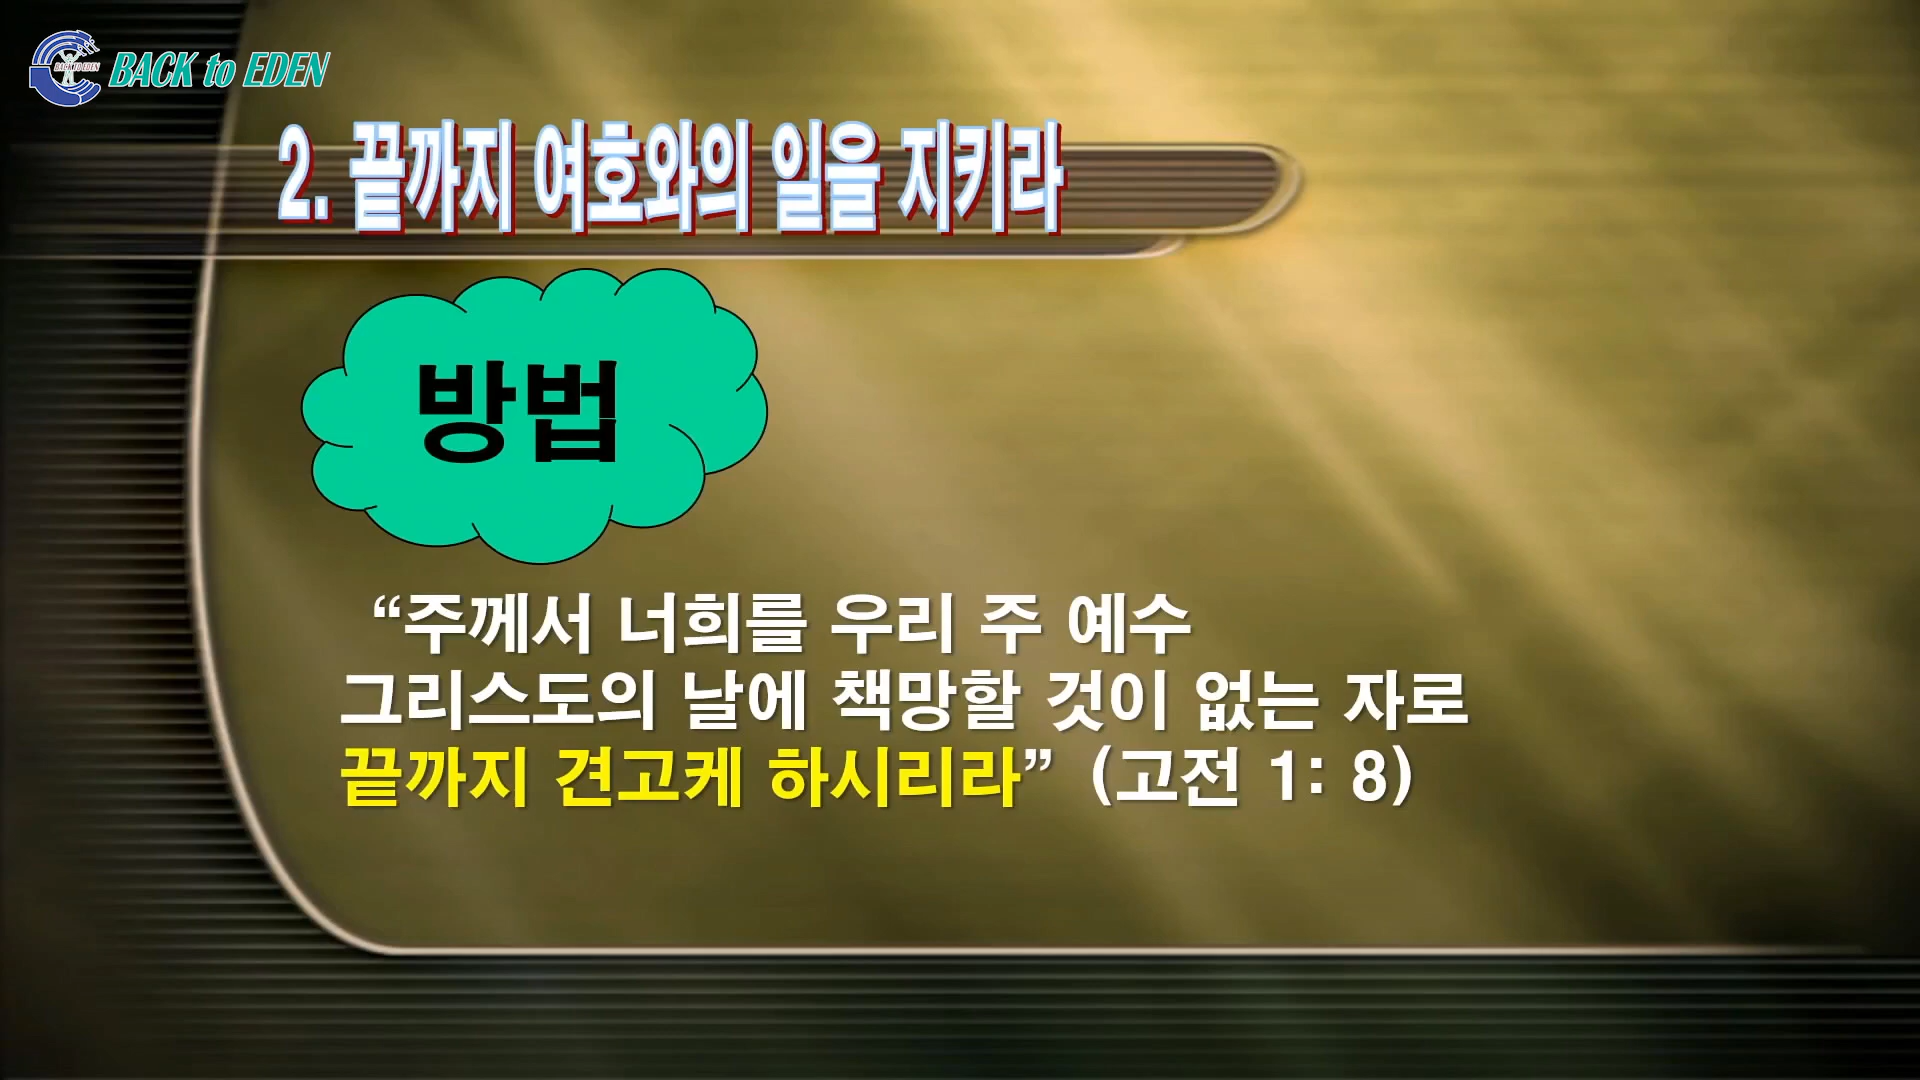 BACK to EDEN
2. 끝까지 여호와의 일을 지키라
방법
“주께서 너희를 우리 주 예수
그리스도의 날에 책망할 것이 없는 자로
끝까지 견고케 하시리라” (고전 1: 8)